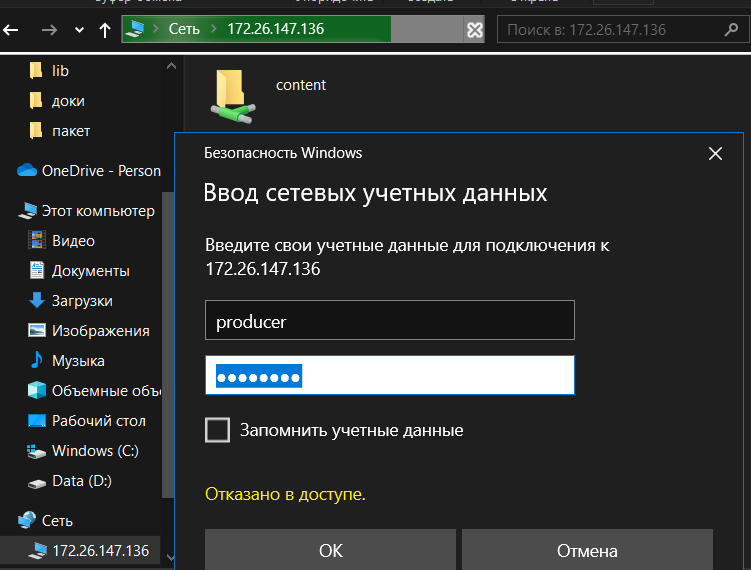 Сеть
172.26.147.136
Поиск в: 172.26.147.136
lib
доки
пакет
OneDrive - Person
Этот компьютер
Видео
Документы
Загрузки
Изображения
Музыка
Объемные объ
Рабочий стол
Windows (C:)
Data (D:)
Сеть
172.26.147.136
content
Безопасность Windows
Ввод сетевых учетных данных
Введите свои учетные данные для подключения к
172.26.147.136
producer
Запомнить учетные данные
Отказано в доступе.
OK
Отмена